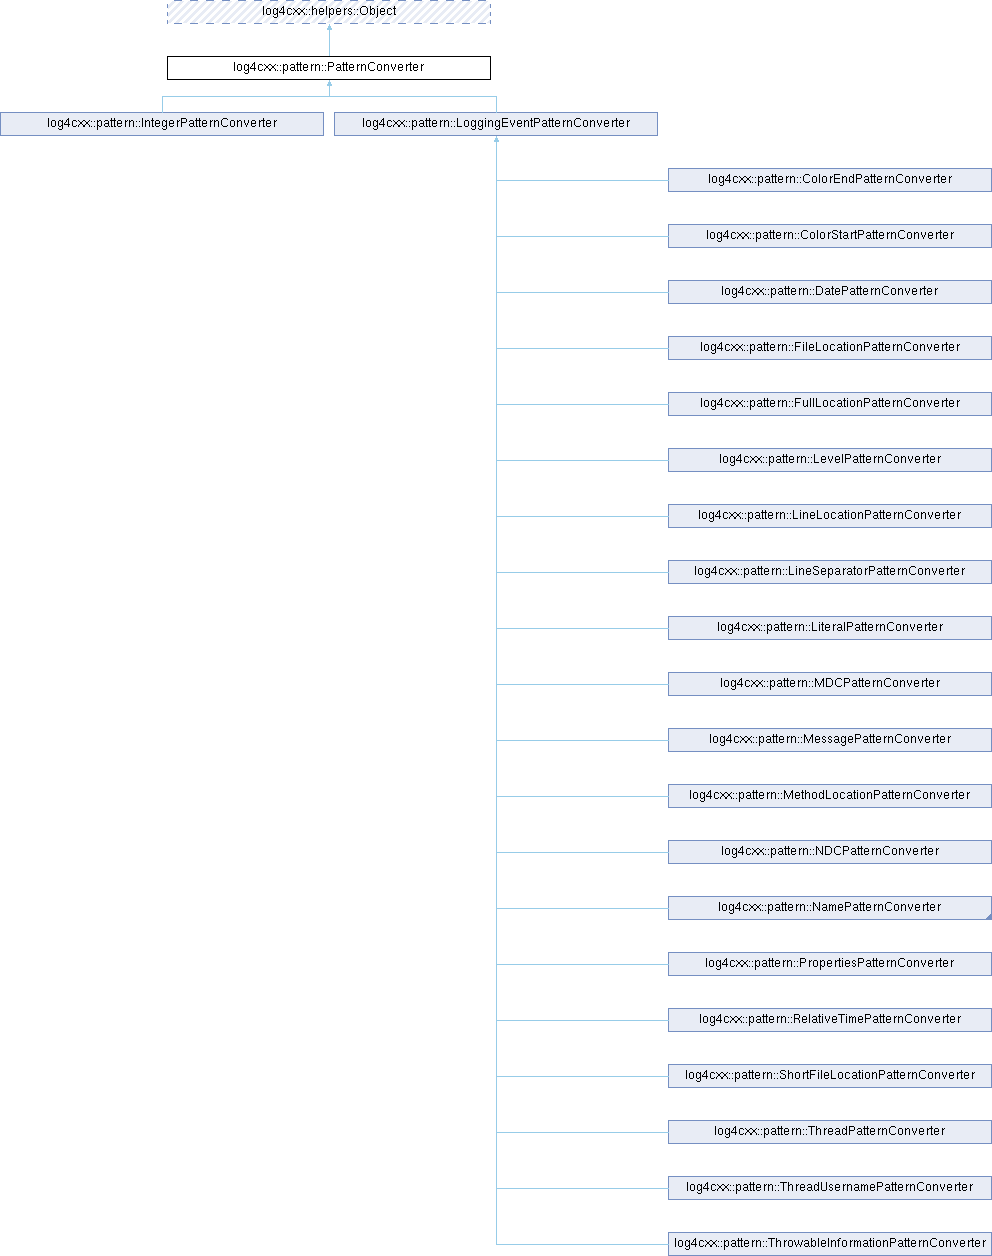 log4cxx::helpers::Object
log4cxx::pattern::PatternConverter
log4cxx::pattern::IntegerPatternConverter
log4cxx::pattern::LoggingEventPatternConverter
log4cxx::pattern::ColorEndPatternConverter
log4cxx::pattern::ColorStartPatternConverter
log4cxx::pattern::DatePatternConverter
log4cxx::pattern::FileLocationPatternConverter
log4cxx::pattern::FullLocationPatternConverter
log4cxx::pattern::LevelPatternConverter
log4cxx::pattern::LineLocationPatternConverter
log4cxx::pattern::LineSeparatorPatternConverter
log4cxx::pattern::LiteralPatternConverter
log4cxx::pattern::MDCPatternConverter
log4cxx::pattern::MessagePatternConverter
log4cxx::pattern::MethodLocationPatternConverter
log4cxx::pattern::NDCPatternConverter
log4cxx::pattern::NamePatternConverter
log4cxx::pattern::PropertiesPatternConverter
log4cxx::pattern::RelativeTimePatternConverter
log4cxx::pattern::ShortFileLocationPatternConverter
log4cxx::pattern::ThreadPatternConverter
log4cxx::pattern::ThreadUsernamePatternConverter
log4cxx::pattern::ThrowableInformationPatternConverter